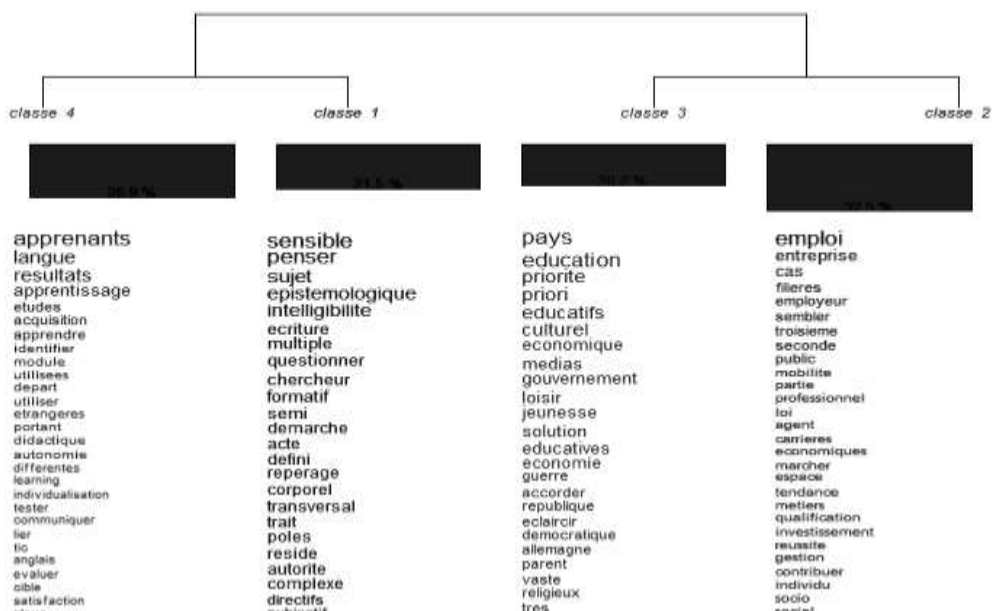 classe 4
classe 1
classe 3
classe 2
apprenants
langue
resultats
apprentissage
etudes
acquisition
apprendre
identifier
module
utilisees
depart
utiliser
etrangeres
portant
didactique
autonomie
differentes
learning
individualisation
tester
communiquer
lier
tic
anglais
evaluer
cible
satisfaction
sensible
penser
sujet
epistemologique
intelligibilite
ecriture
multiple
questionner
chercheur
formatif
semi
demarche
acte
defini
reperage
corporel
transversal
trait
poles
reside
autorite
complexe
directifs
pays
education
priorite
priori
educatifs
culturel
economique
medias
gouvernement
loisir
jeunesse
solution
educatives
economie
guerre
accorder
republique
eclaircir
democratique
allemagne
parent
vaste
religieux
tres
emploi
entreprise
cas
filieres
employeur
sembler
troisieme
seconde
public
mobilite
partie
professionnel
loi
agent
carrieres
economiques
marcher
espace
tendance
metiers
qualification
investissement
reussite
gestion
contribuer
individu
socio